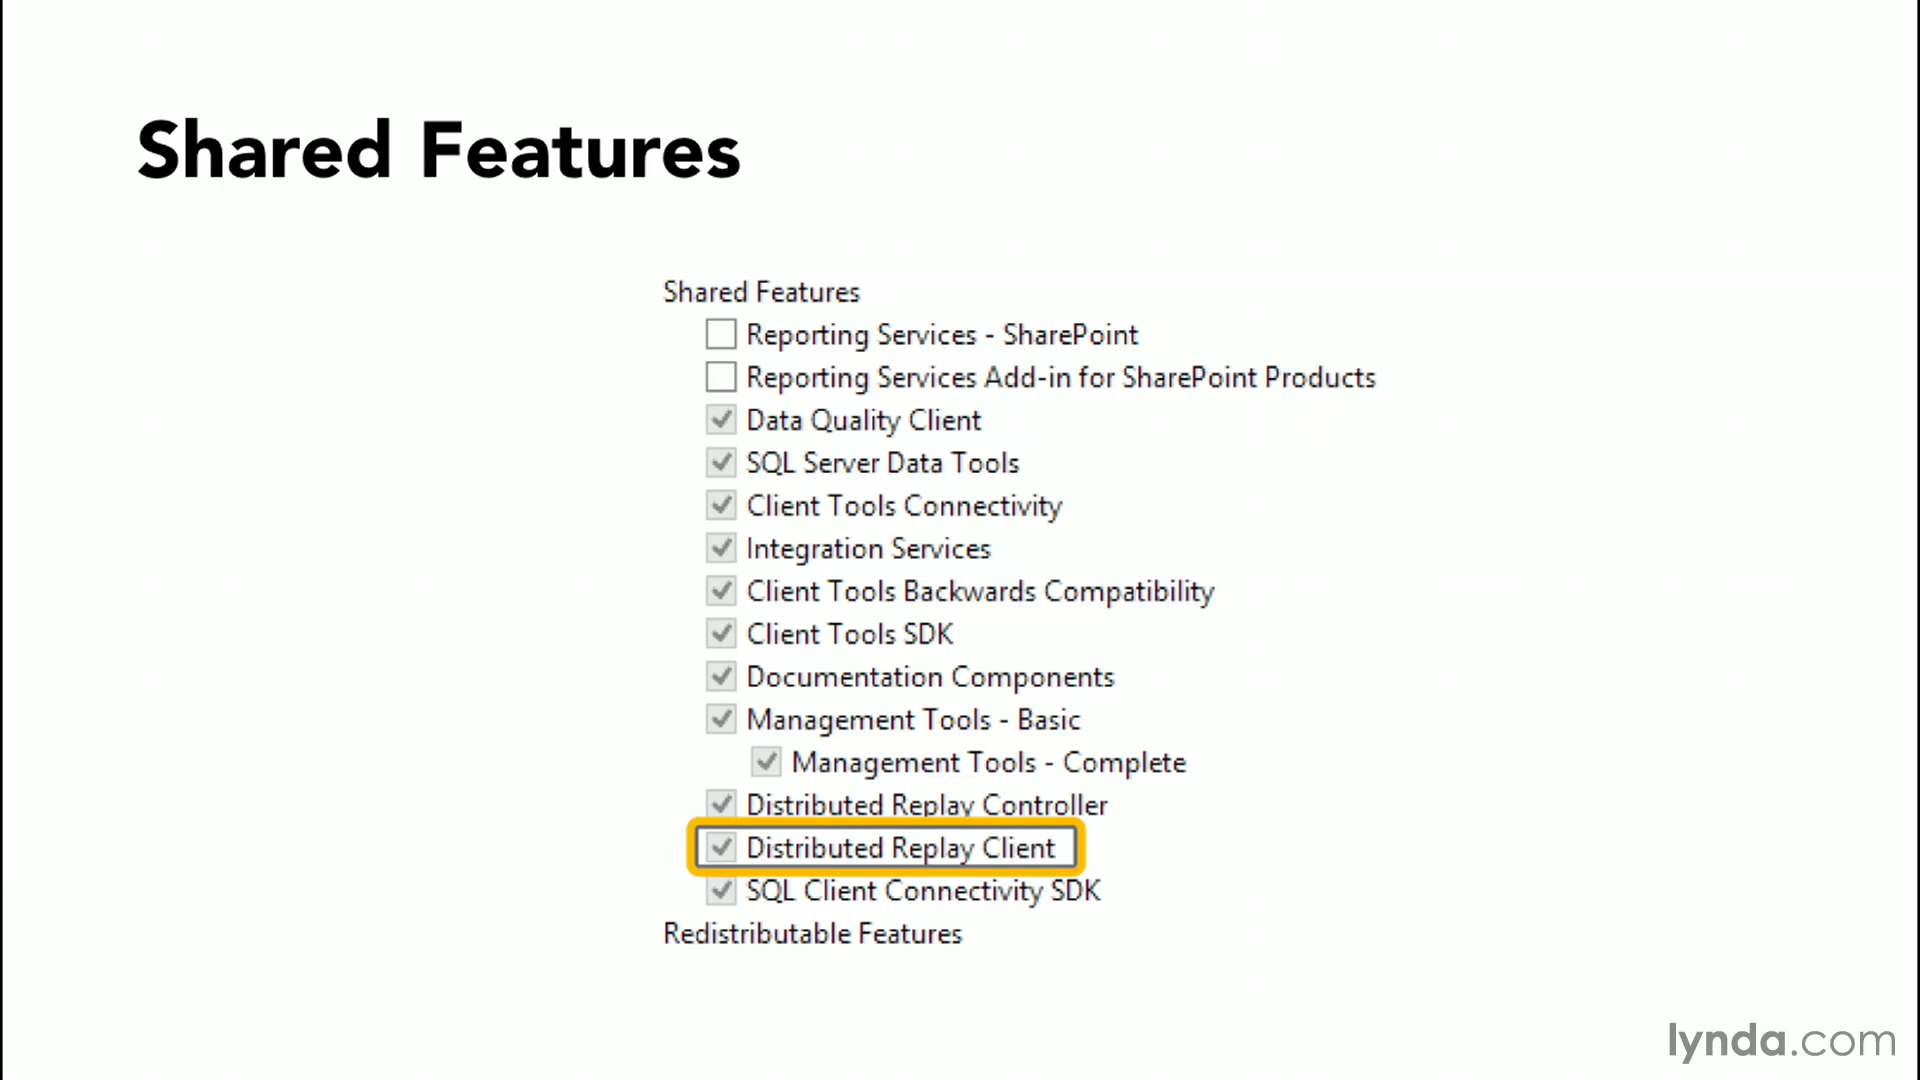 Shared Features
Shared Features
Reporting Services - SharePoint
Reporting Services Add-in for SharePoint Products
Data Quality Client
SQL Server Data Tools
Client Tools Connectivity
Integration Services
Client Tools Backwards Compatibility
Client Tools SDK
Documentation Components
Management Tools - Basic
Management Tools - Complete
Distributed Replay Controller
Distributed Replay Client
SQL Client Connectivity SDK
Redistributable Features
lynda.com